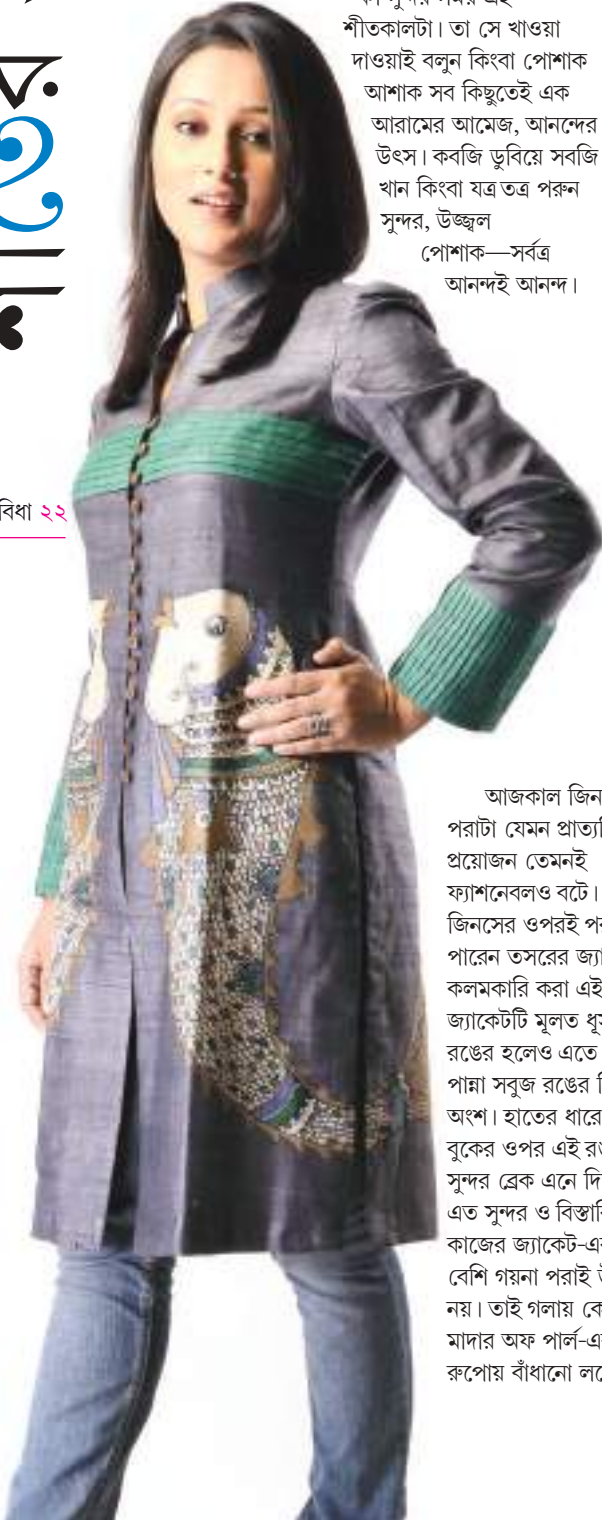 শীতকালটা। তা সে খাওয়া
দাওয়াই বলুন কিংবা পোশাক
আশাক সব কিছুতেই এক
আরামের আমেজ, আনন্দের
উৎস। কবজি ডুবিয়ে সবজি
খান কিংবা যত্রতত্র পরুন
সুন্দর, উজ্জ্বল
পোশাক—সর্বত্র
আনন্দই আনন্দ।
২২
আজকাল
পরাটা যেমন
প্রয়োজন তেমনই
ফ্যাশনেবলও বটে।
জিনসের ওপরই
পারেন তসরের
কলমকারি করা এই
জ্যাকেটটি মূলত
রঙের হলেও এতে
পান্না সবুজ রঙের
অংশ। হাতের ধারে
বুকের ওপর এই
সুন্দর ব্রেক এনে
এত সুন্দর ও
কাজের
বেশি গয়না পরাই
নয়। তাই গলায়
মাদার অফ
রুপোয় বাঁধানো